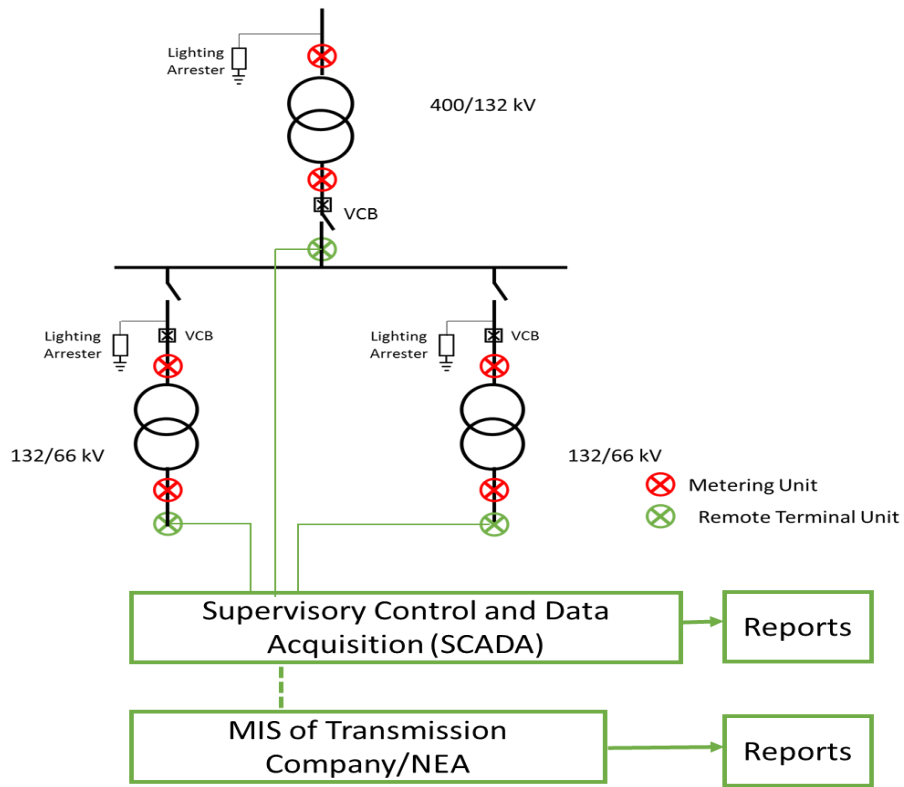 Lighting
Arrester
400/132 kV
VCB
Lighting
Arrester
VCB
Lighting
Arrester
VCB
132/66 kV
132/66 kV
Metering Unit
Remote Terminal Unit
Supervisory Control and Data
Acquisition (SCADA)
Reports
MIS of Transmission
Company/NEA
Reports